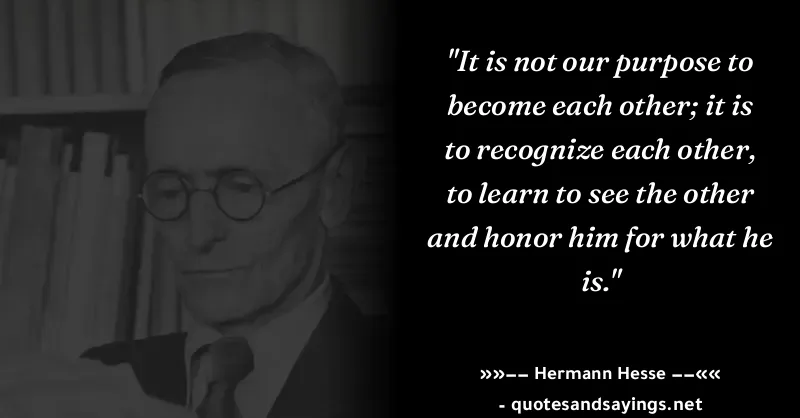 "It is not our purpose to
become each other; it is
to recognize each other,
to learn to see the other
and honor him for what he
is."
»»−− Hermann Hesse −−««
- quotesandsayings.net